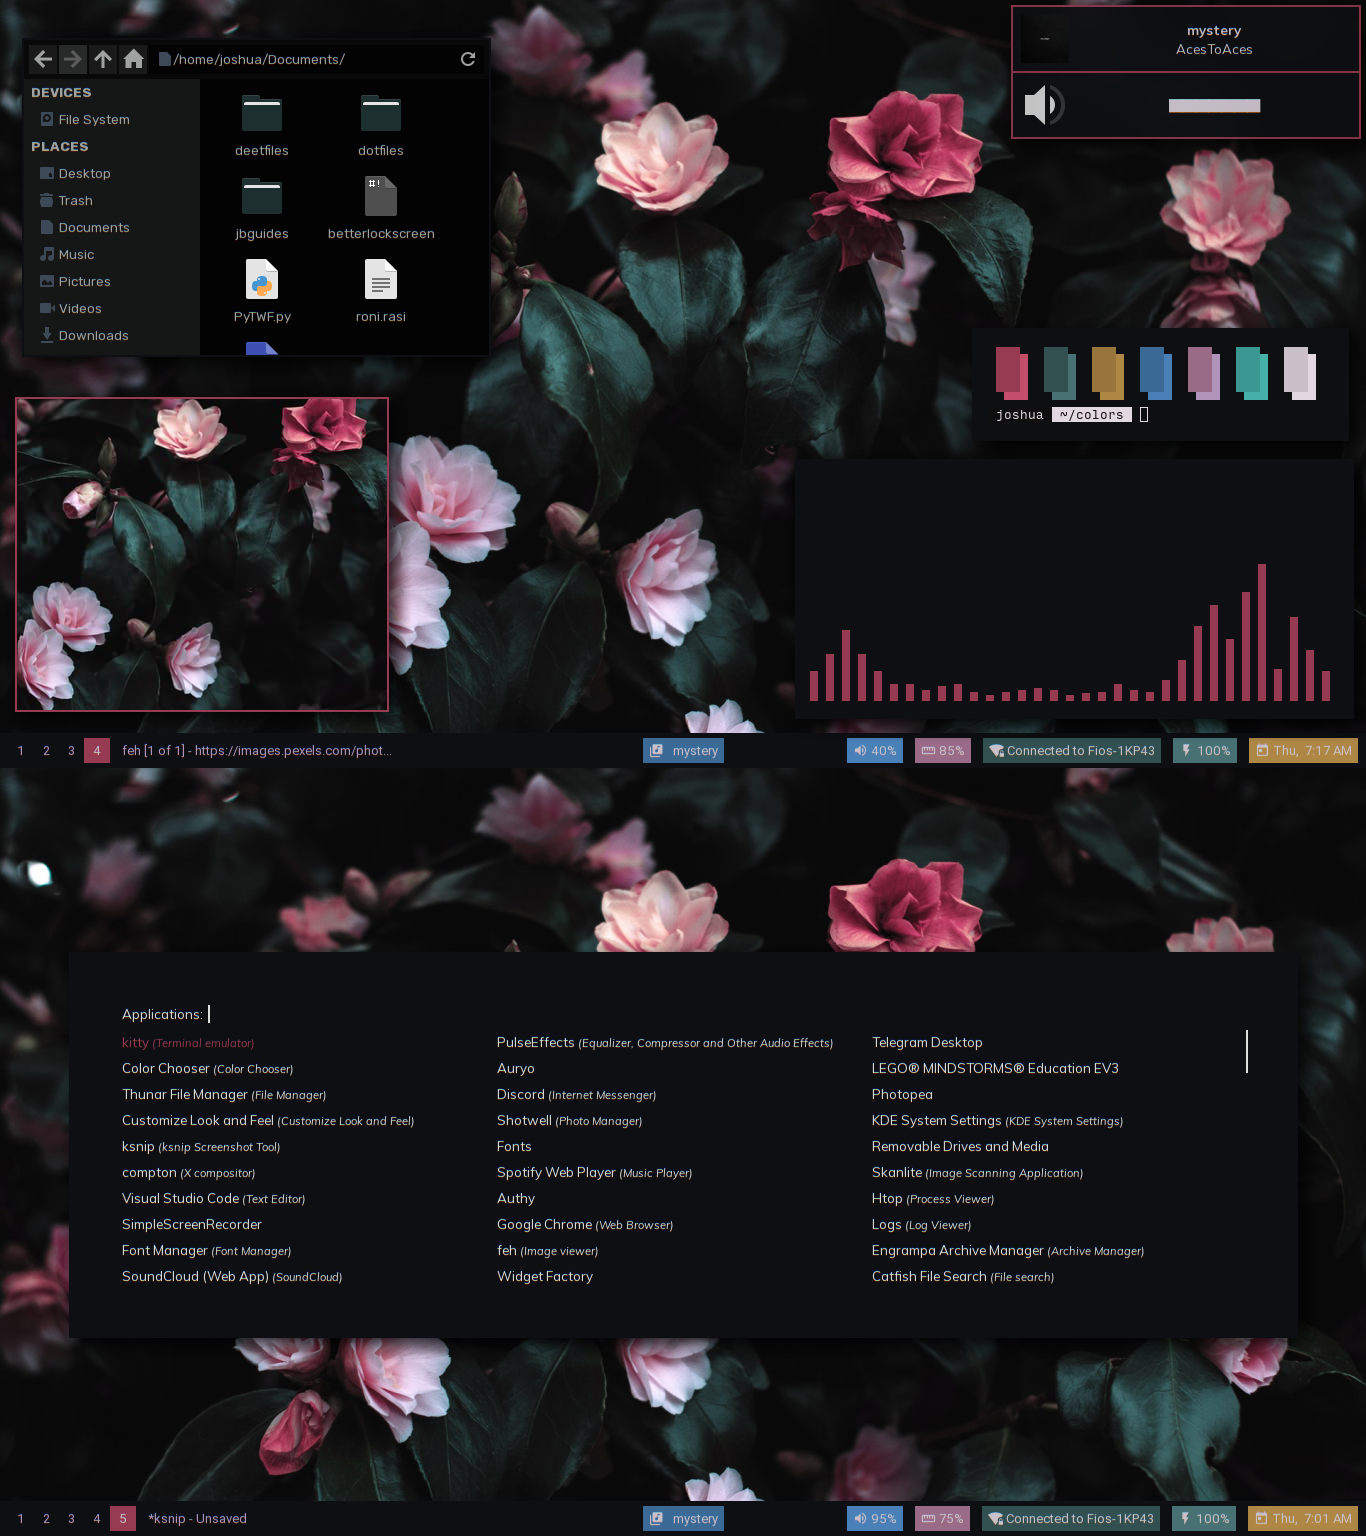 /home/joshua/Documents/
DEVICES
File System
PLACES
Desktop
Trash
Documents
Music
Pictures
Videos
Downloads
deetfiles
dotfiles
jbguides
#!
betterlockscreen
PyTWF.py
roni.rasi
mystery
AcesToAces
joshua ~/colors
1 2 3 4 feh [1 of 1] - https://images.pexels.com/phot... mystery 40% 85% Connected to Fios-1KP43 100% Thu, 7:17 AM
Applications:
kitty (Terminal emulator)
Color Chooser (Color Chooser)
Thunar File Manager (File Manager)
Customize Look and Feel (Customize Look and Feel)
ksnip (ksnip Screenshot Tool)
compton (X compositor)
Visual Studio Code (Text Editor)
SimpleScreenRecorder
Font Manager (Font Manager)
SoundCloud (Web App) (SoundCloud)
PulseEffects (Equalizer, Compressor and Other Audio Effects)
Auryo
Discord (Internet Messenger)
Shotwell (Photo Manager)
Fonts
Spotify Web Player (Music Player)
Authy
Google Chrome (Web Browser)
feh (Image viewer)
Widget Factory
Telegram Desktop
LEGO® MINDSTORMS® Education EV3
Photopea
KDE System Settings (KDE System Settings)
Removable Drives and Media
Skanlite (Image Scanning Application)
Htop (Process Viewer)
Logs (Log Viewer)
Engrampa Archive Manager (Archive Manager)
Catfish File Search (File search)
1 2 3 4 5 *ksnip - Unsaved mystery 95% 75% Connected to Fios-1KP43 100% Thu, 7:01 AM